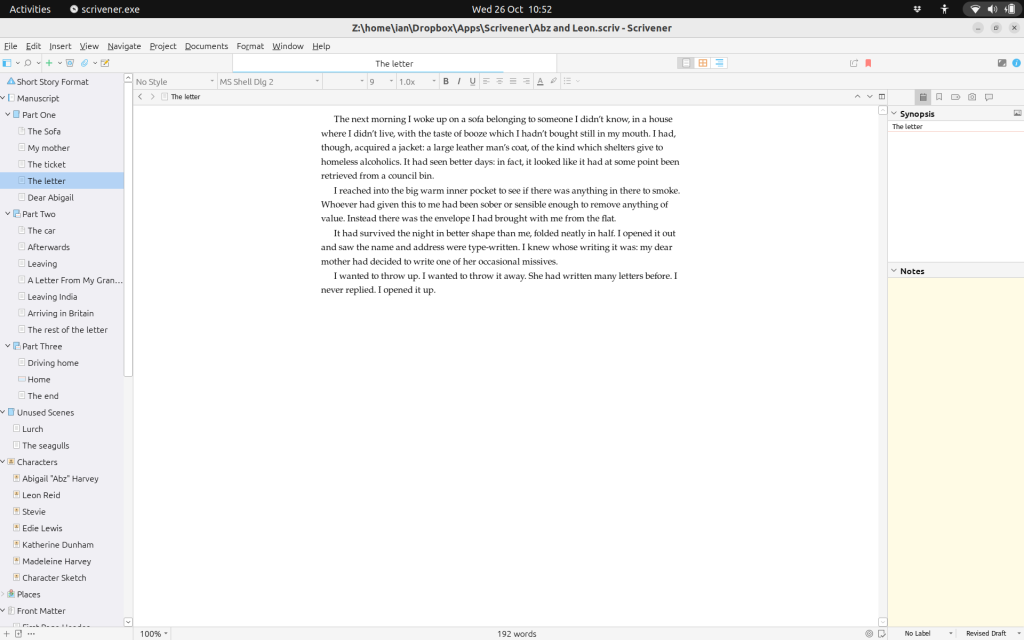 Activities scrivener.exe Wed 26 Oct 10:52
Z:\home\ian\Dropbox\Apps\Scrivener\Abz and Leon.scriv - Scrivener
File Edit Insert View Navigate Project Documents Format Window Help
The letter
No Style MS Shell Dlg 2 9 1.0x B I U A
The letter
Short Story Format
Manuscript
Part One
The Sofa
My mother
The ticket
The letter
Dear Abigail
Part Two
The car
Afterwards
Leaving
A Letter From My Gran...
Leaving India
Arriving in Britain
The rest of the letter
Part Three
Driving home
Home
The end
Unused Scenes
Lurch
The seagulls
Characters
Abigail "Abz" Harvey
Leon Reid
Stevie
Edie Lewis
Katherine Dunham
Madeleine Harvey
Character Sketch
Places
Front Matter
The next morning I woke up on a sofa belonging to someone I didn't know, in a house
where I didn't live, with the taste of booze which I hadn't bought still in my mouth. I had,
though, acquired a jacket: a large leather man's coat, of the kind which shelters give to
homeless alcoholics. It had seen better days: in fact, it looked like it had at some point been
retrieved from a council bin.
I reached into the big warm inner pocket to see if there was anything in there to smoke.
Whoever had given this to me had been sober or sensible enough to remove anything of
value. Instead there was the envelope I had brought with me from the flat.
It had survived the night in better shape than me, folded neatly in half. I opened it out
and saw the name and address were type-written. I knew whose writing it was: my dear
mother had decided to write one of her occasional missives.
I wanted to throw up. I wanted to throw it away. She had written many letters before. I
never replied. I opened it up.
Synopsis
The letter
Notes
100% 192 words No Label Revised Draft